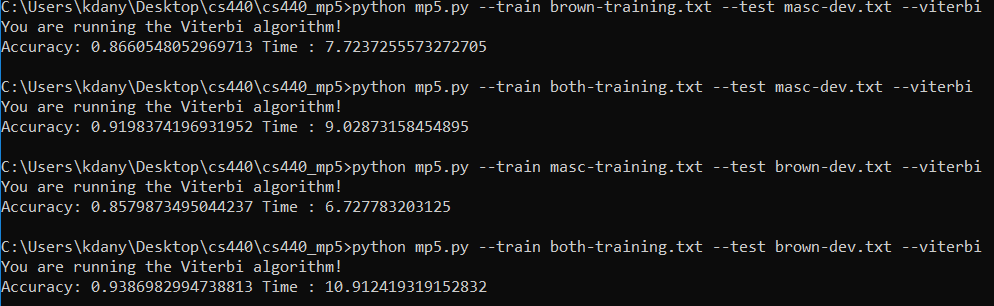 C:\Users\kdany\Desktop\cs440\cs440_mp5>python mp5.py --train brown-training.txt --test masc-dev.txt --viterbi
You are running the Viterbi algorithm!
Accuracy: 0.8660548052969713 Time : 7.7237255573272705
C:\Users\kdany\Desktop\cs440\cs440_mp5>python mp5.py --train both-training.txt --test masc-dev.txt --viterbi
You are running the Viterbi algorithm!
Accuracy: 0.9198374196931952 Time : 9.02873158454895
C:\Users\kdany\Desktop\cs440\cs440_mp5>python mp5.py --train masc-training.txt --test brown-dev.txt --viterbi
You are running the Viterbi algorithm!
Accuracy: 0.8579873495044237 Time : 6.727783203125
C:\Users\kdany\Desktop\cs440\cs440_mp5>python mp5.py --train both-training.txt --test brown-dev.txt --viterbi
You are running the Viterbi algorithm!
Accuracy: 0.9386982994738813 Time : 10.912419319152832